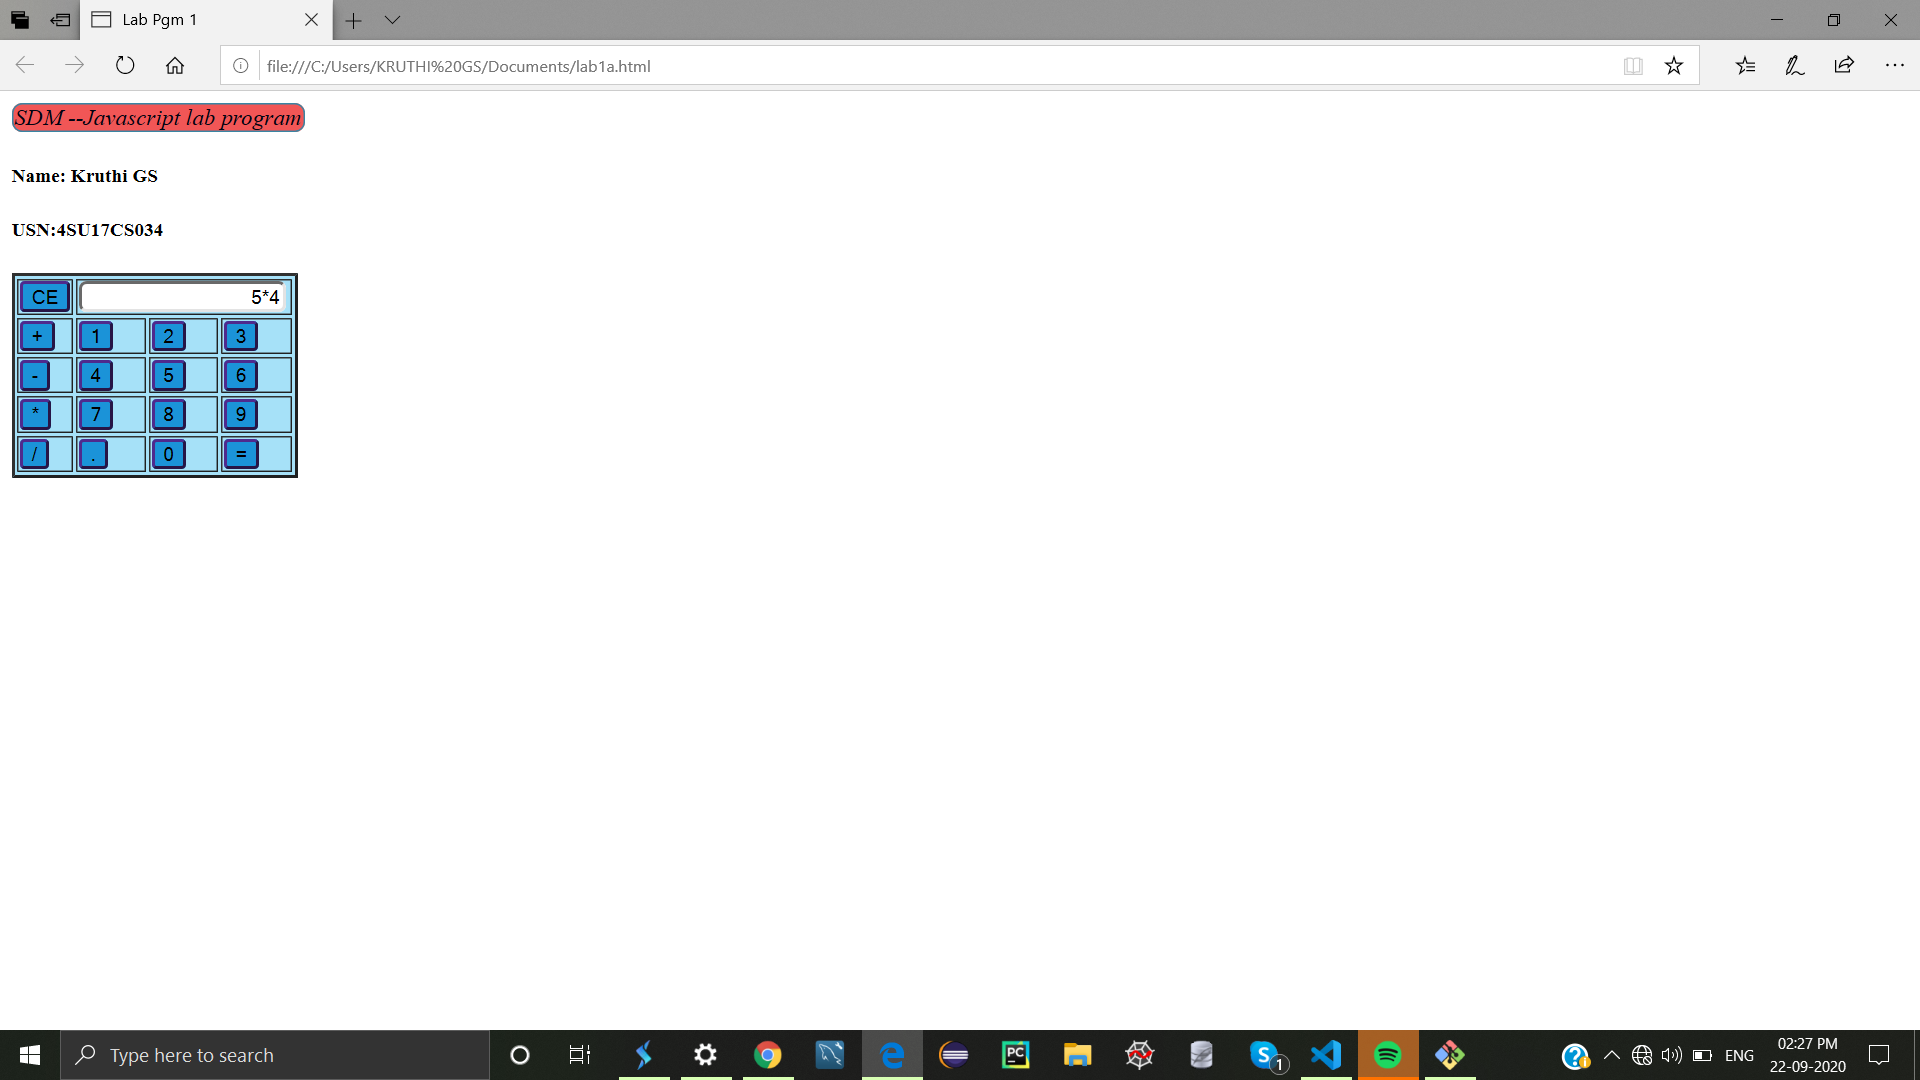 Lab Pgm 1
file:///C:/Users/KRUTHI%20GS/Documents/lab1a.html
SDM --Javascript lab program
Name: Kruthi GS
USN:4SU17CS034
CE 5*4
+ 1 2 3
- 4 5 6
* 7 8 9
/ . 0 =
Type here to search
PC
S 1
ENG
02:27 PM
22-09-2020